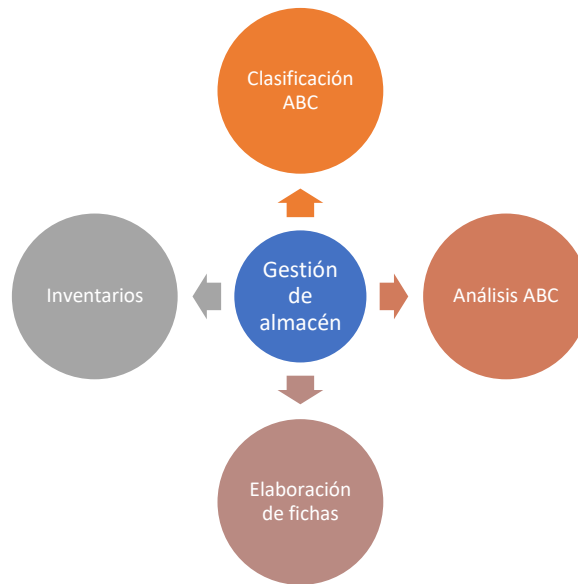 Clasificación
ABC
Inventarios
Gestión
de
almacén
Análisis ABC
Elaboración
de fichas